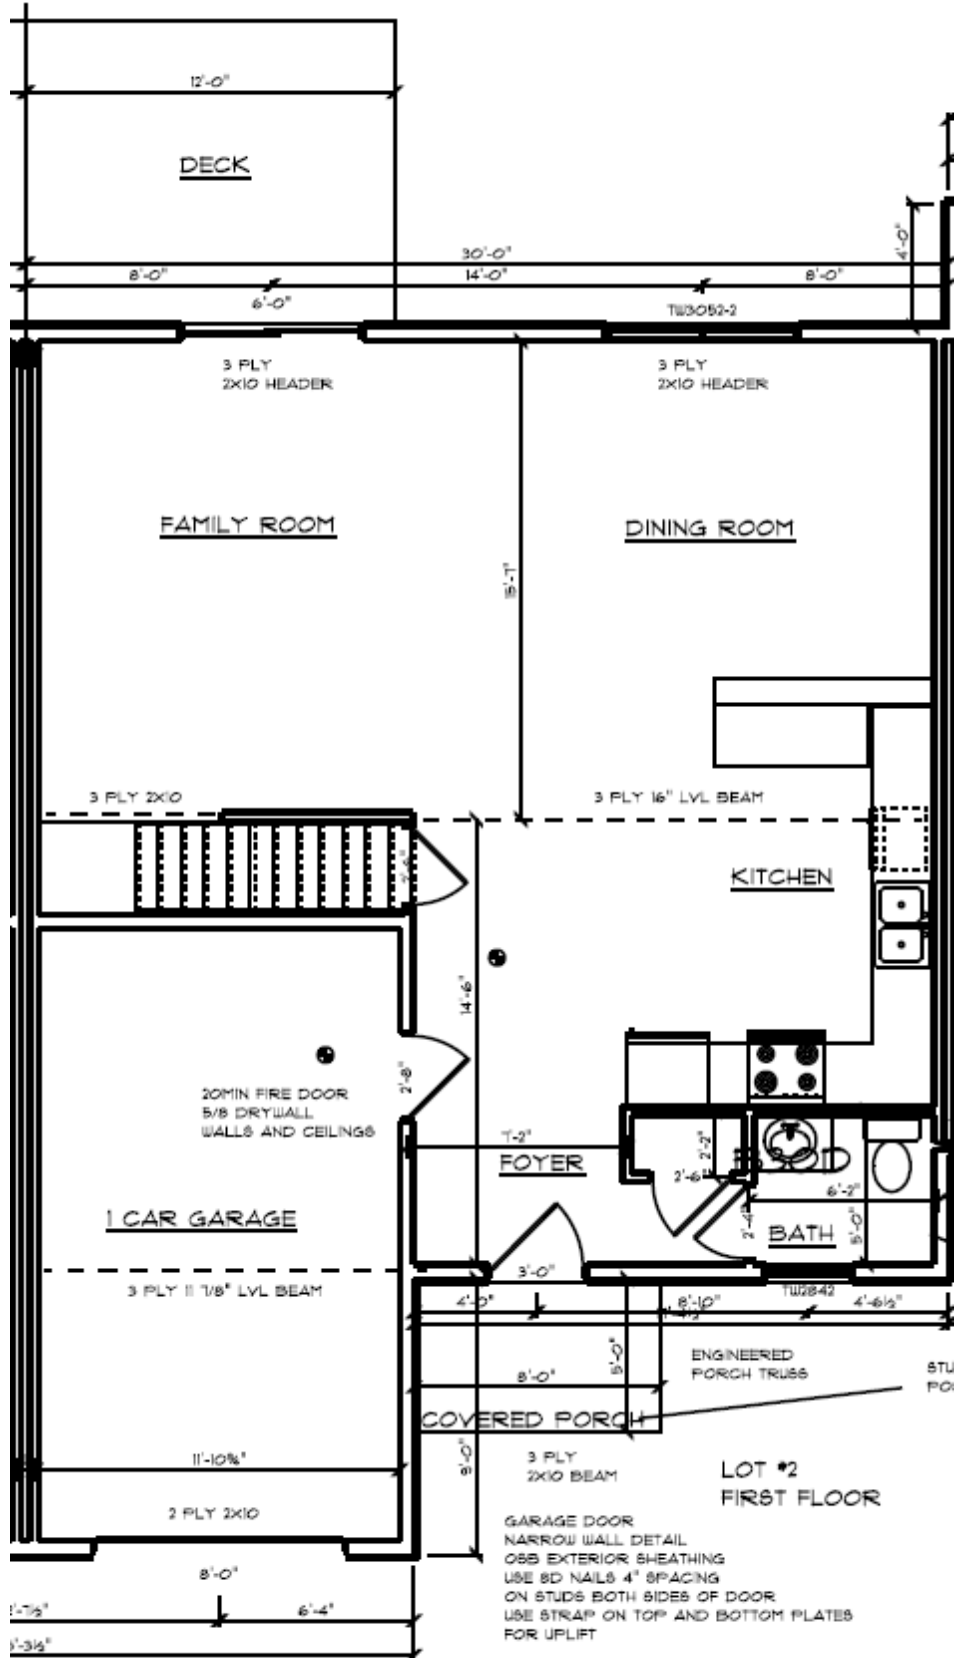 12'-0"
DECK
30'-0"
4'-0"
8'-0"
14'-0"
8'-0"
6'-0"
TW3052-2
3 PLY
2X10 HEADER
3 PLY
2X10 HEADER
FAMILY ROOM
DINING ROOM
15'-7"
3 PLY 2X10
3 PLY 16" LVL BEAM
KITCHEN
14'-6"
2'-8"
20MIN FIRE DOOR
5/8 DRYWALL
WALLS AND CEILINGS
7'-2"
FOYER
2'-2"
2'-6"
6'-2"
1 CAR GARAGE
2'-4"
BATH
5'-0"
3'-0"
3 PLY 11 7/8" LVL BEAM
TW2842
4'-0"
8'-10"
4'-6½"
ENGINEERED
PORCH TRUSS
5'-0"
8'-0"
COVERED PORCH
9'-0"
11'-10¾"
3 PLY
2X10 BEAM
LOT #2
FIRST FLOOR
2 PLY 2X10
GARAGE DOOR
NARROW WALL DETAIL
OSB EXTERIOR SHEATHING
USE 8D NAILS 4" SPACING
ON STUDS BOTH SIDES OF DOOR
USE STRAP ON TOP AND BOTTOM PLATES
FOR UPLIFT
8'-0"
6'-4"